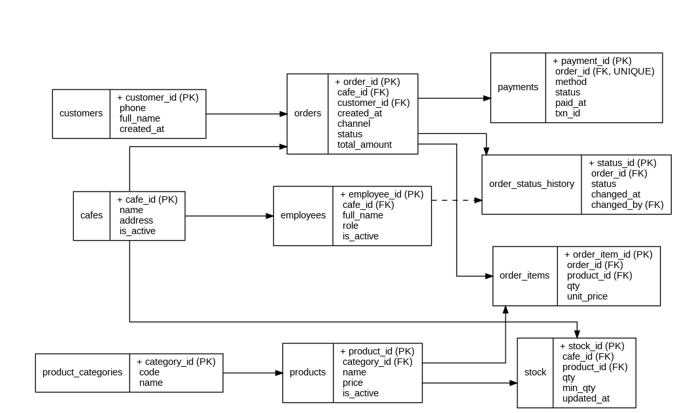 customers
+ customer_id (PK)
phone
full_name
created_at
orders
+ order_id (PK)
cafe_id (FK)
customer_id (FK)
created_at
channel
status
total_amount
payments
+ payment_id (PK)
order_id (FK, UNIQUE)
method
status
paid_at
txn_id
order_status_history
+ status_id (PK)
order_id (FK)
status
changed_at
changed_by (FK)
cafes
+ cafe_id (PK)
name
address
is_active
employees
+ employee_id (PK)
cafe_id (FK)
full_name
role
is_active
order_items
+ order_item_id (PK)
order_id (FK)
product_id (FK)
qty
unit_price
product_categories
+ category_id (PK)
code
name
products
+ product_id (PK)
category_id (FK)
name
price
is_active
stock
+ stock_id (PK)
cafe_id (FK)
product_id (FK)
qty
min_qty
updated_at